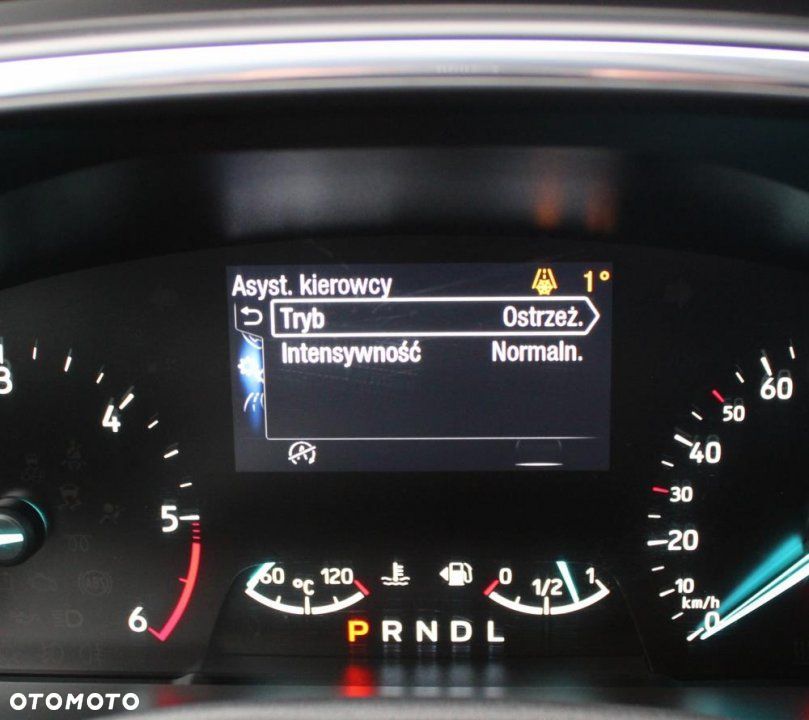 Asyst. kierowcy 1°
Tryb Ostrzeż.
Intensywność Normaln.
A
3
4
5
6
60 °C 120
0 1/2 1
P R N D L
60
50
40
30
20
10
km/h
0
OTOMOTO